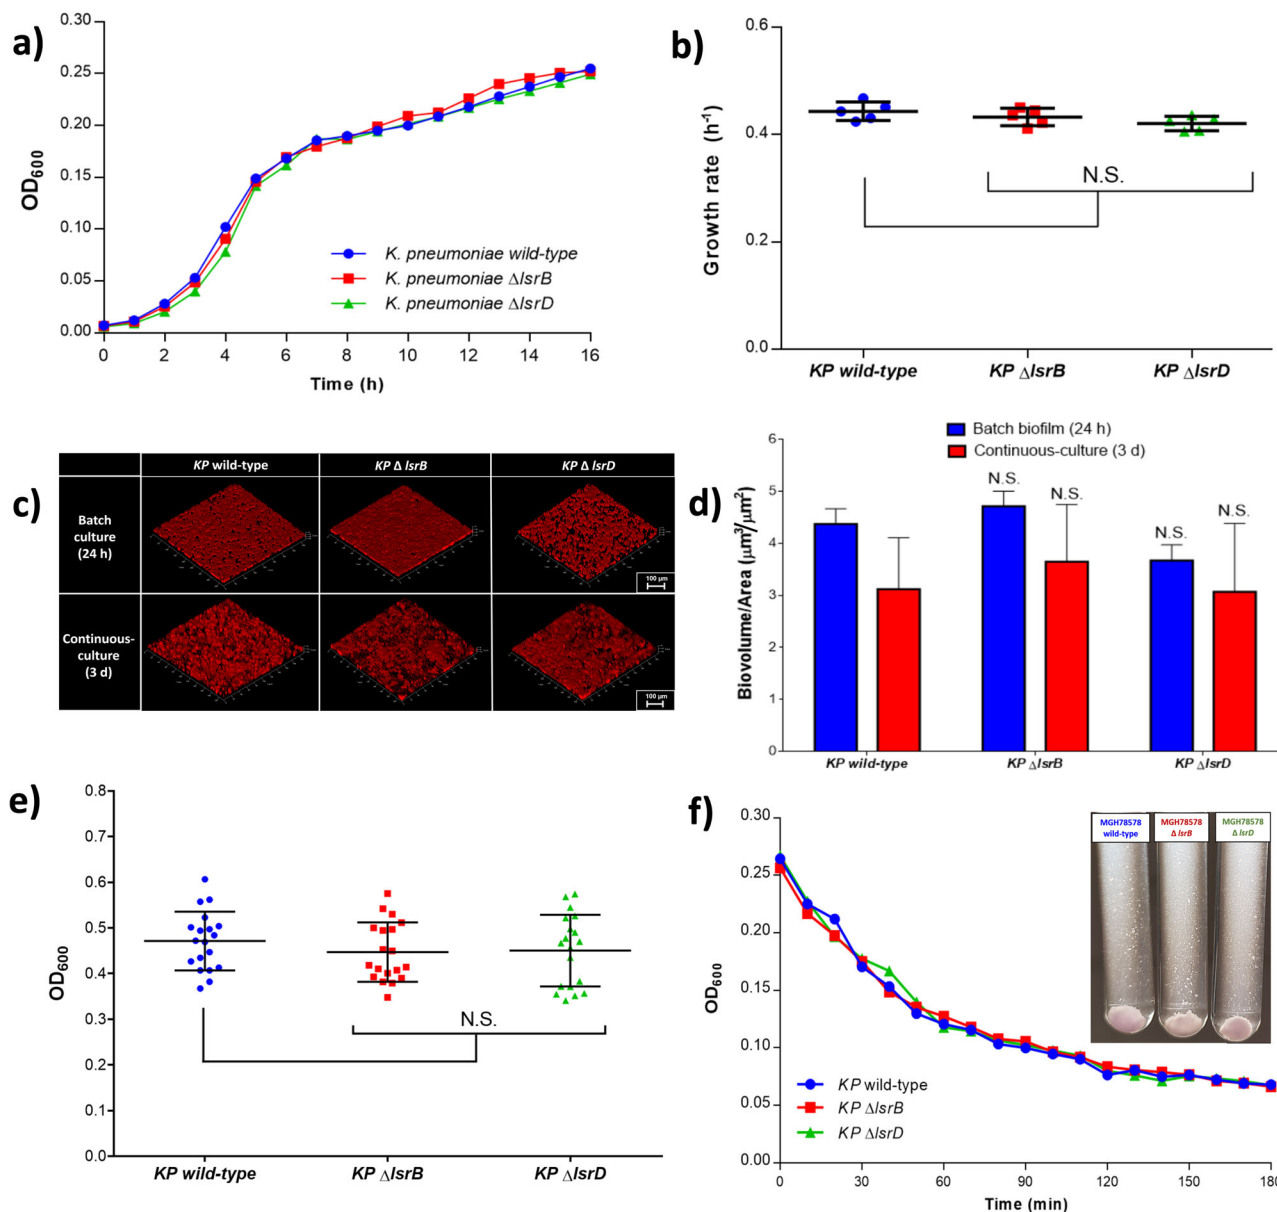 a)
OD600
0.30
0.25
0.20
0.15
0.10
0.05
0.00
0 2 4 6 8 10 12 14 16
Time (h)
K. pneumoniae wild-type
K. pneumoniae ΔlsrB
K. pneumoniae ΔlsrD
b)
Growth rate (h-1)
0.6
0.4
0.2
0.0
N.S.
KP wild-type KP ΔlsrB KP ΔlsrD
c)
KP wild-type KP Δ lsrB KP Δ lsrD
Batch
culture
(24 h)
100 µm
Continuous-
culture
(3 d)
100 µm
d)
Batch biofilm (24 h)
Continuous-culture (3 d)
Biovolume/Area (µm3/µm2)
6
5
4
3
2
1
0
N.S. N.S. N.S. N.S.
KP wild-type KP ΔlsrB KP ΔlsrD
e)
OD600
0.8
0.7
0.6
0.5
0.4
0.3
0.2
0.1
0.0
N.S.
KP wild-type KP ΔlsrB KP ΔlsrD
f)
OD600
0.30
0.25
0.20
0.15
0.10
0.05
0.00
0 30 60 90 120 150 180
Time (min)
KP wild-type
KP ΔlsrB
KP ΔlsrD
MGH78578
wild-type
MGH78578
Δ lsrB
MGH78578
Δ lsrD